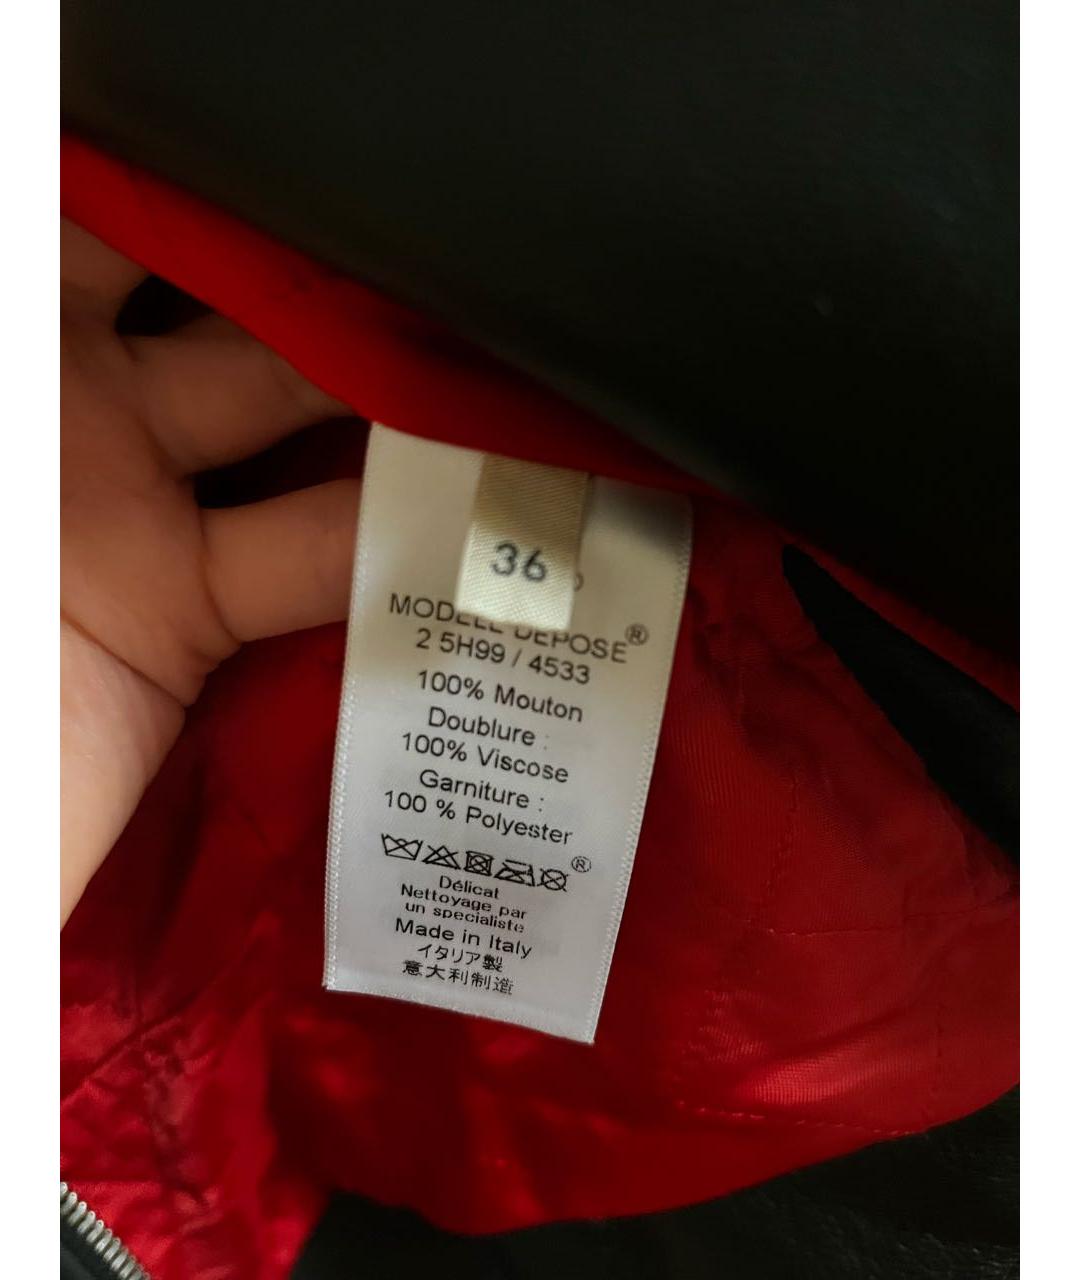 36
MODELL DEPOSE®
2 5H99 / 4533
100% Mouton
Doublure :
100% Viscose
Garniture :
100 % Polyester
®
Délicat
Nettoyage par
un specialiste
Made in Italy
イタリア製
意大利制造